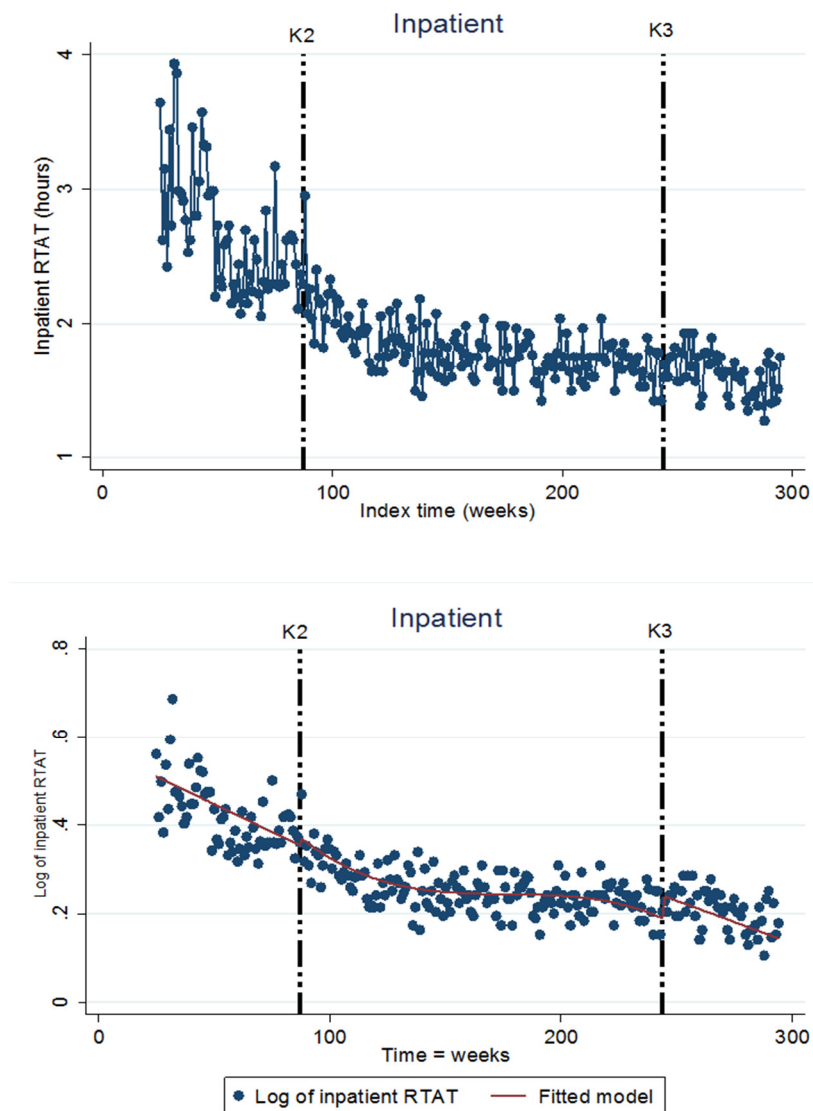 Inpatient
K2
K3
4
3
2
1
Inpatient RTAT (hours)
0
100
200
300
Index time (weeks)
Inpatient
K2
K3
.8
.6
.4
.2
0
Log of inpatient RTAT
0
100
200
300
Time = weeks
Log of inpatient RTAT
Fitted model